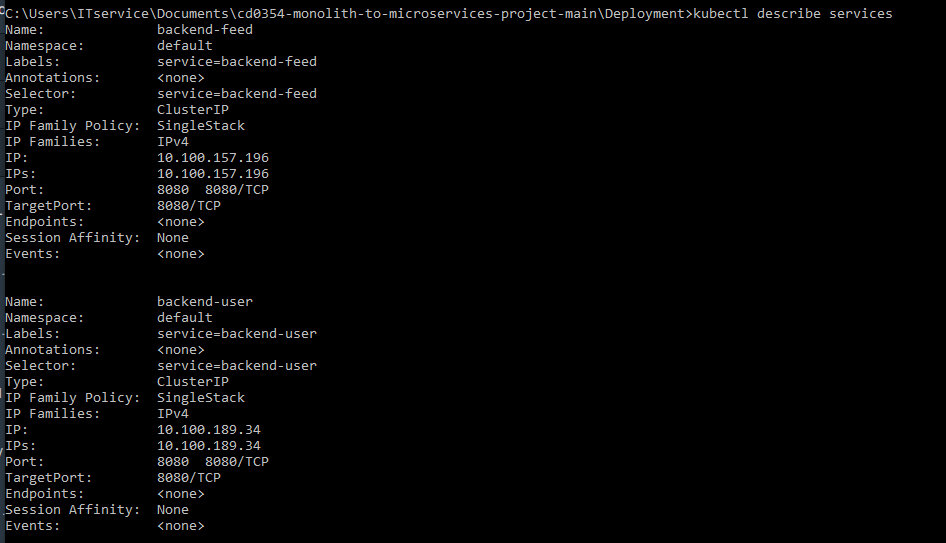 C:\Users\ITservice\Documents\cd0354-monolith-to-microservices-project-main\Deployment>kubectl describe services
Name:              backend-feed
Namespace:         default
Labels:            service=backend-feed
Annotations:       <none>
Selector:          service=backend-feed
Type:              ClusterIP
IP Family Policy:  SingleStack
IP Families:       IPv4
IP:                10.100.157.196
IPs:               10.100.157.196
Port:              8080  8080/TCP
TargetPort:        8080/TCP
Endpoints:         <none>
Session Affinity:  None
Events:            <none>
Name:              backend-user
Namespace:         default
Labels:            service=backend-user
Annotations:       <none>
Selector:          service=backend-user
Type:              ClusterIP
IP Family Policy:  SingleStack
IP Families:       IPv4
IP:                10.100.189.34
IPs:               10.100.189.34
Port:              8080  8080/TCP
TargetPort:        8080/TCP
Endpoints:         <none>
Session Affinity:  None
Events:            <none>